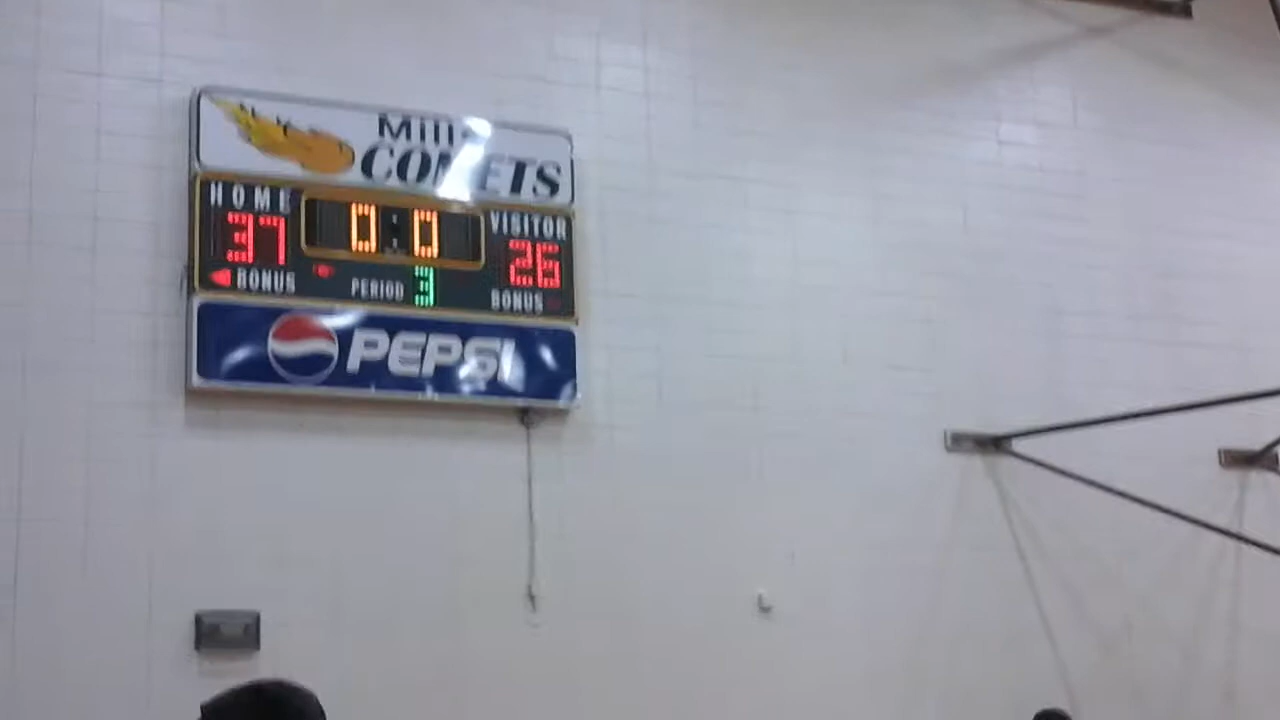 COMETS
HOME 0:0 VISITOR
37 26
BONUS PERIOD 3 BONUS
PEPSI